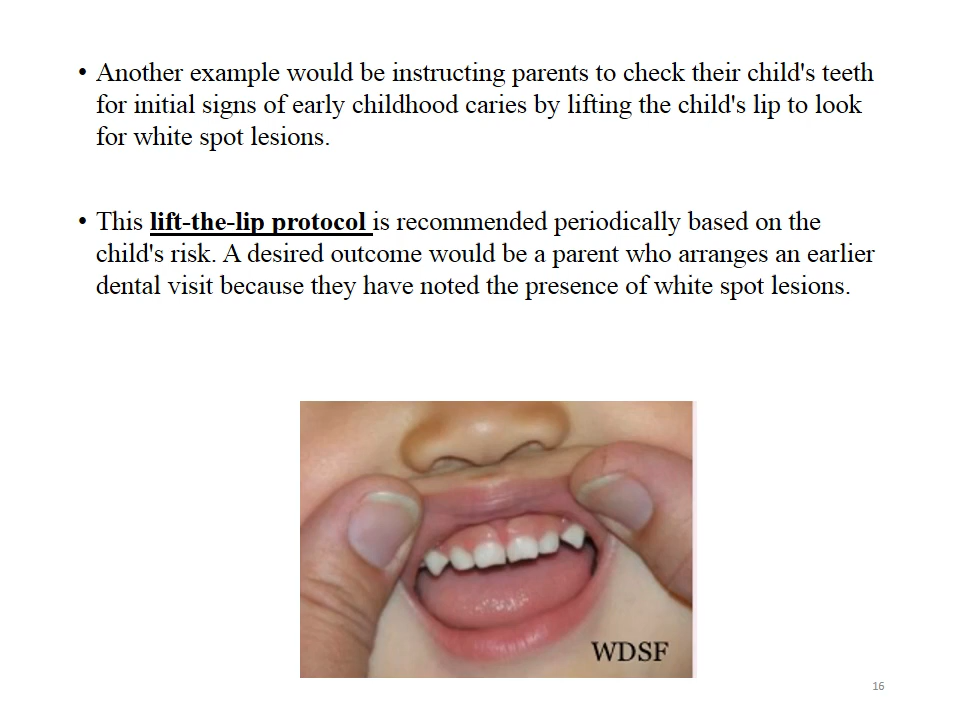 • Another example would be instructing parents to check their child's teeth
for initial signs of early childhood caries by lifting the child's lip to look
for white spot lesions.
• This lift-the-lip protocol is recommended periodically based on the
child's risk. A desired outcome would be a parent who arranges an earlier
dental visit because they have noted the presence of white spot lesions.
WDSF
16